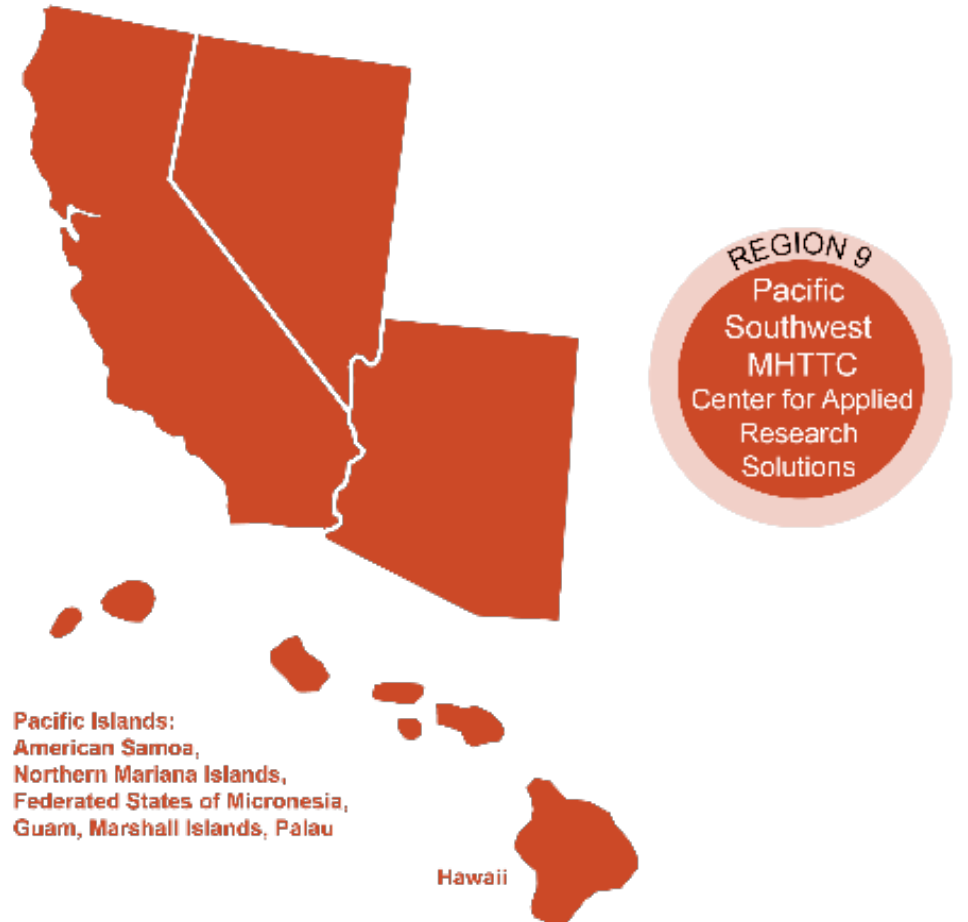 REGION 9
Pacific
Southwest
MHTTC
Center for Applied
Research
Solutions
Pacific Islands:
American Samoa,
Northern Mariana Islands,
Federated States of Micronesia,
Guam, Marshall Islands, Palau
Hawaii